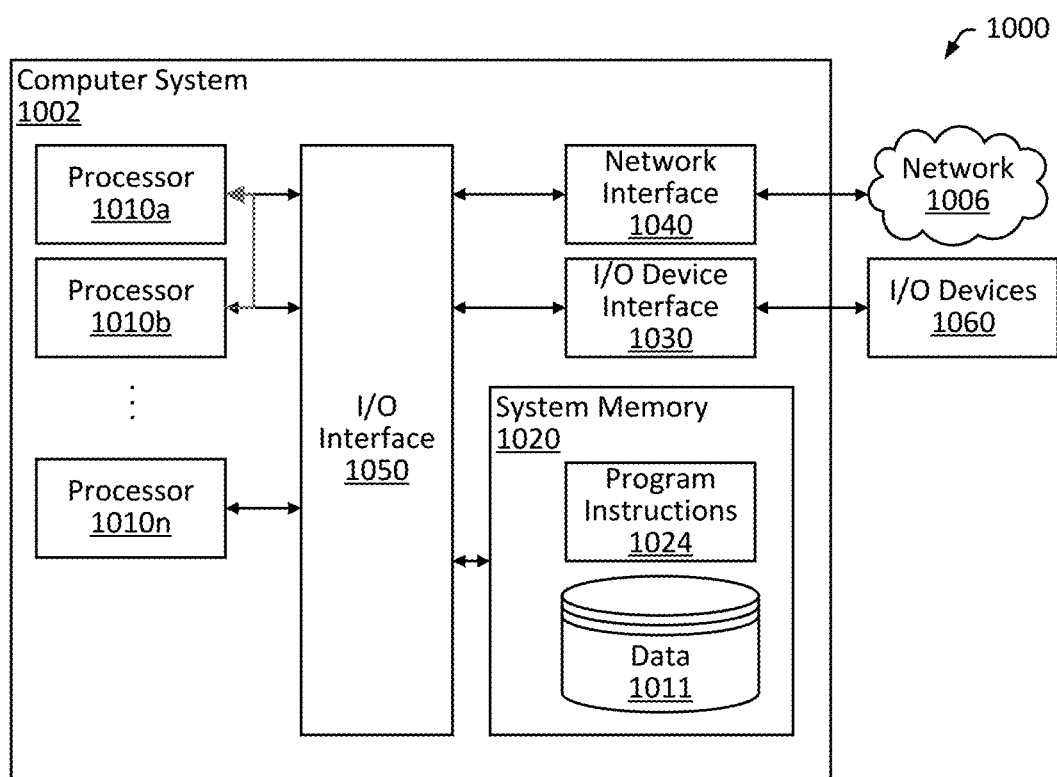 1000
Computer System
1002
Processor
1010a
Processor
1010b
Processor
1010n
I/O
Interface
1050
Network
Interface
1040
I/O Device
Interface
1030
System Memory
1020
Program
Instructions
1024
Data
1011
Network
1006
I/O Devices
1060